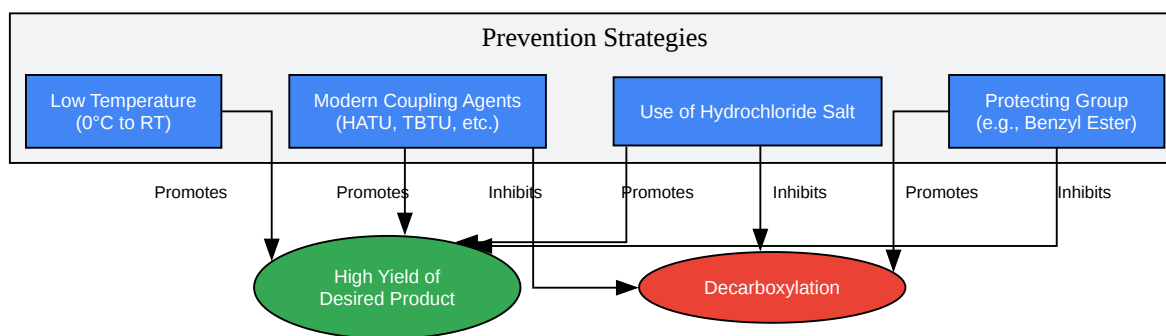 Prevention Strategies
Low Temperature
(0°C to RT)
Modern Coupling Agents
(HATU, TBTU, etc.)
Use of Hydrochloride Salt
Protecting Group
(e.g., Benzyl Ester)
Promotes
Promotes
Inhibits
Promotes
Inhibits
Promotes
Inhibits
High Yield of
Desired Product
Decarboxylation